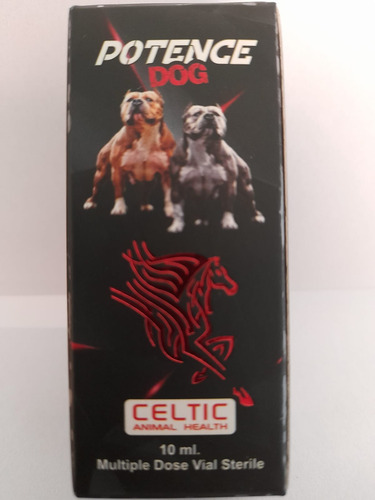 POTENCE
DOG
CELTIC
ANIMAL HEALTH
10 ml.
Multiple Dose Vial Sterile